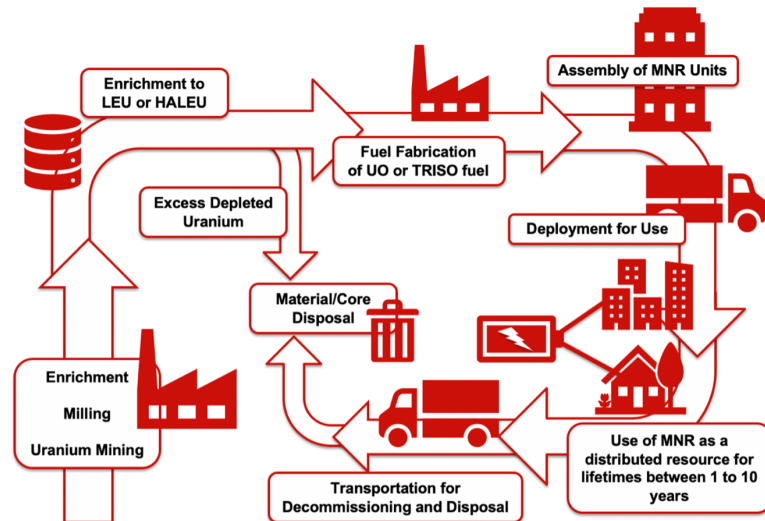 Enrichment to
LEU or HALEU
Assembly of MNR Units
Fuel Fabrication
of UO or TRISO fuel
Excess Depleted
Uranium
Deployment for Use
Material/Core
Disposal
Enrichment
Milling
Uranium Mining
Use of MNR as a
distributed resource for
lifetimes between 1 to 10
years
Transportation for
Decommissioning and Disposal